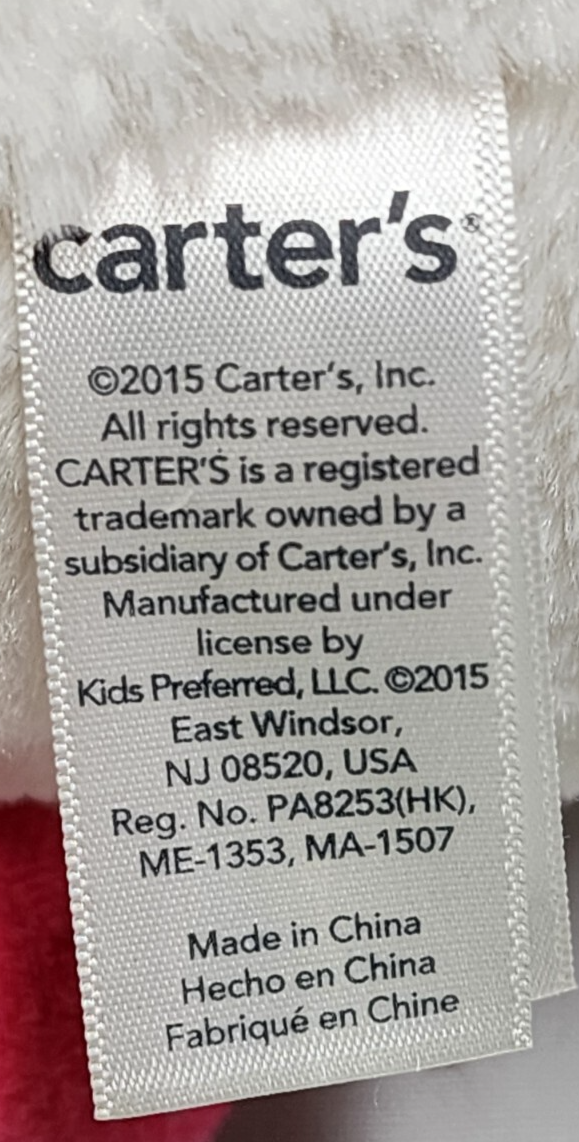 carter's®
©2015 Carter's, Inc.
All rights reserved.
CARTER'S is a registered
trademark owned by a
subsidiary of Carter's, Inc.
Manufactured under
license by
Kids Preferred, LLC. ©2015
East Windsor,
NJ 08520, USA
Reg. No. PA8253(HK),
ME-1353, MA-1507
Made in China
Hecho en China
Fabriqué en Chine